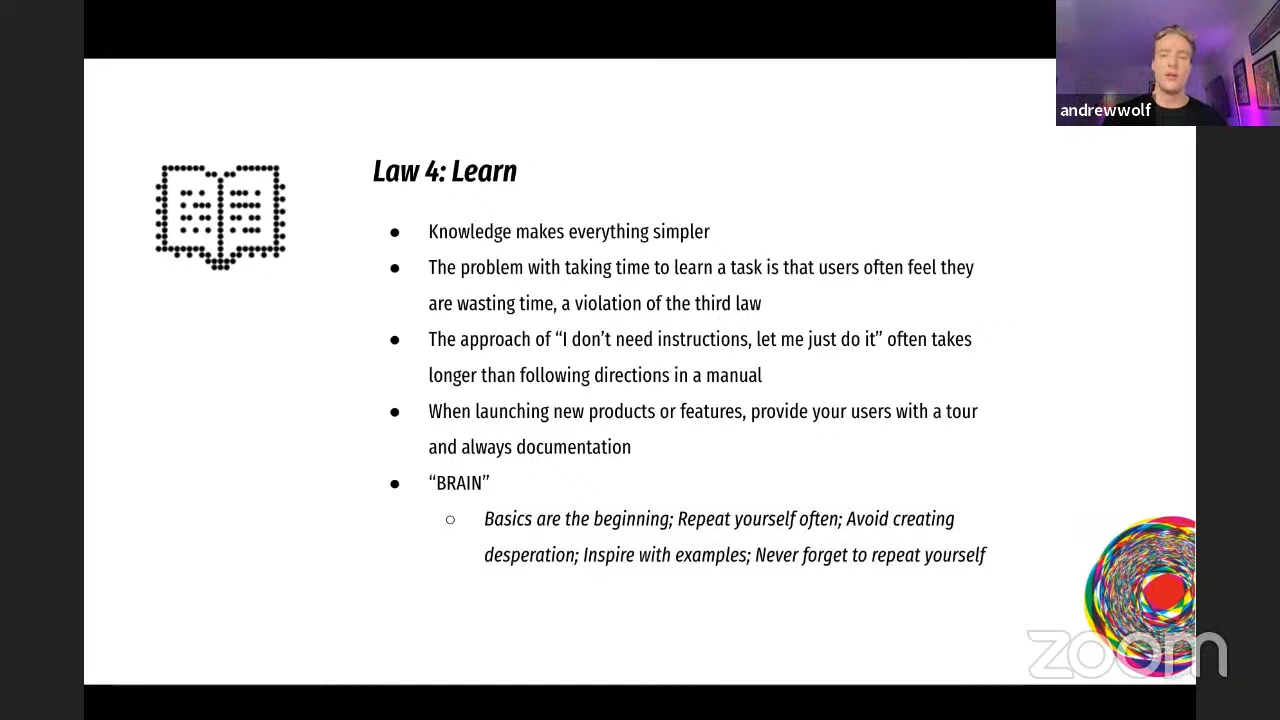 andrewwolf
Law 4: Learn
● Knowledge makes everything simpler
● The problem with taking time to learn a task is that users often feel they
are wasting time, a violation of the third law
● The approach of “I don’t need instructions, let me just do it” often takes
longer than following directions in a manual
● When launching new products or features, provide your users with a tour
and always documentation
● “BRAIN”
○ Basics are the beginning; Repeat yourself often; Avoid creating
desperation; Inspire with examples; Never forget to repeat yourself
zoom